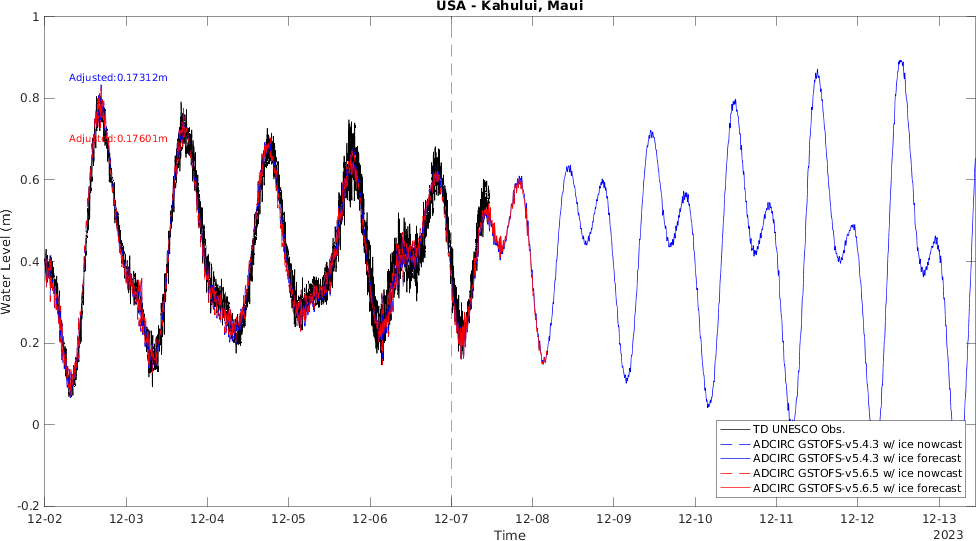 USA - Kahului, Maui
1
Adjusted:0.17312m
0.8
Adjusted:0.17601m
0.6
Water Level (m)
0.4
0.2
0
TD UNESCO Obs.
ADCIRC GSTOFS-v5.4.3 w/ ice nowcast
ADCIRC GSTOFS-v5.4.3 w/ ice forecast
ADCIRC GSTOFS-v5.6.5 w/ ice nowcast
ADCIRC GSTOFS-v5.6.5 w/ ice forecast
-0.2
12-02 12-03 12-04 12-05 12-06 12-07 12-08 12-09 12-10 12-11 12-12 12-13
Time
2023